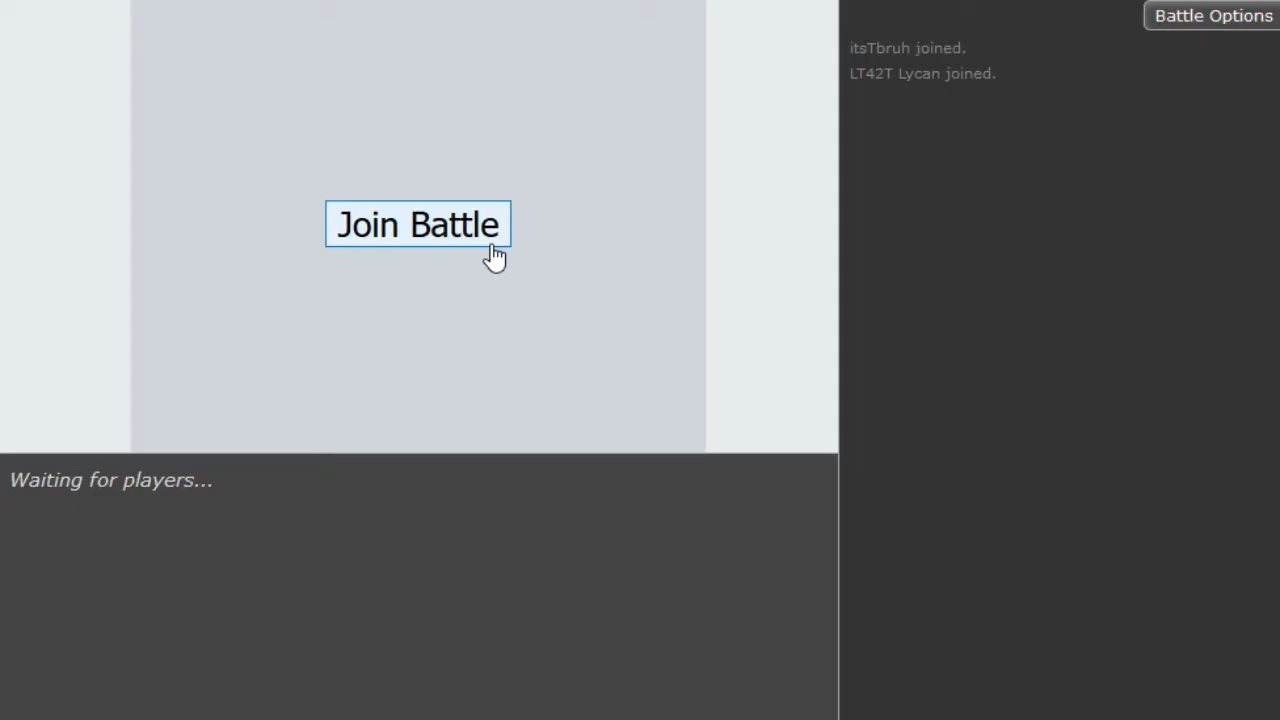 Battle Options
itsTbruh joined.
LT42T Lycan joined.
Join Battle
Waiting for players...